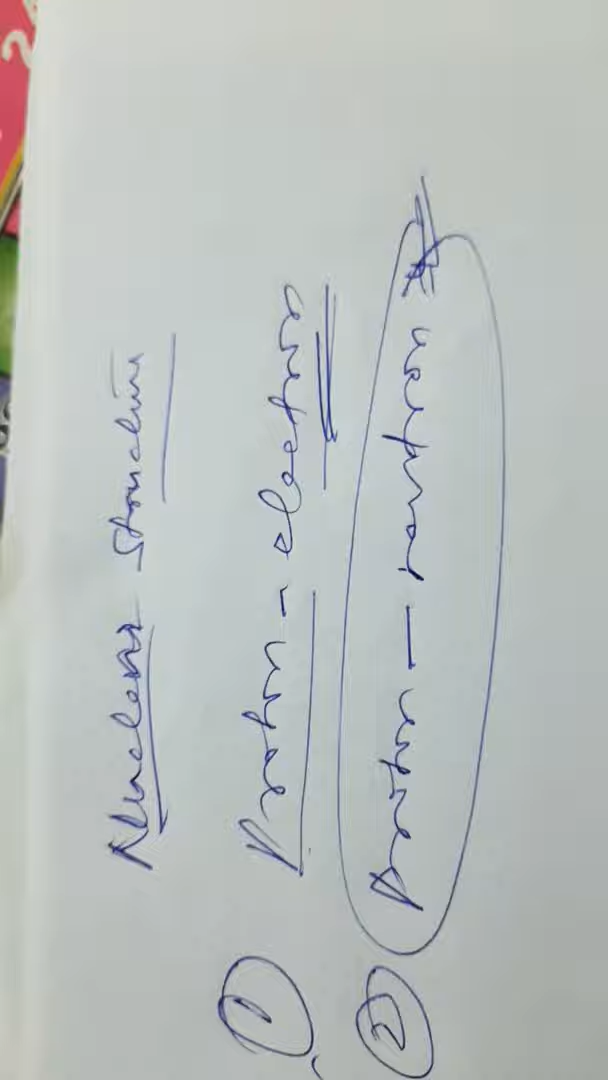 Nuclear Structure
① Proton - electron
② Proton - neutron